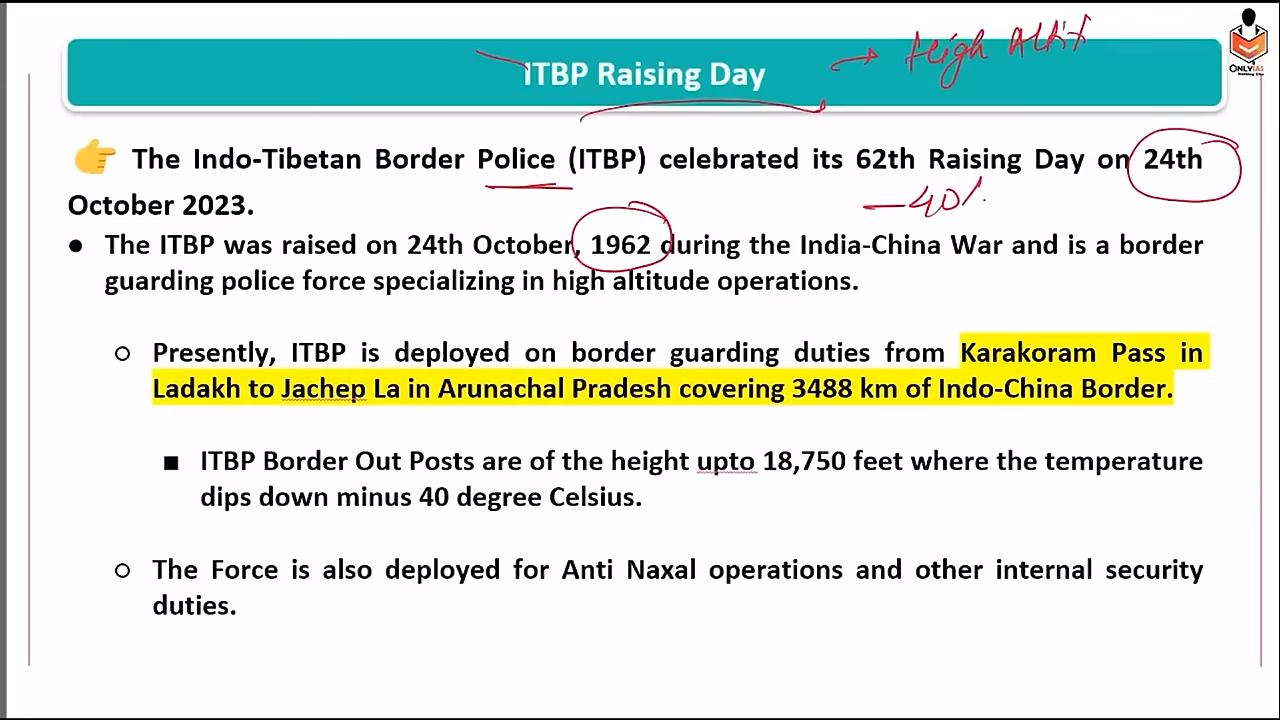 ITBP Raising Day
High Altit
ONLYIAS
The Indo-Tibetan Border Police (ITBP) celebrated its 62th Raising Day on 24th
October 2023.
-40%
● The ITBP was raised on 24th October, 1962 during the India-China War and is a border
guarding police force specializing in high altitude operations.
○ Presently, ITBP is deployed on border guarding duties from Karakoram Pass in
Ladakh to Jachep La in Arunachal Pradesh covering 3488 km of Indo-China Border.
■ ITBP Border Out Posts are of the height upto 18,750 feet where the temperature
dips down minus 40 degree Celsius.
○ The Force is also deployed for Anti Naxal operations and other internal security
duties.